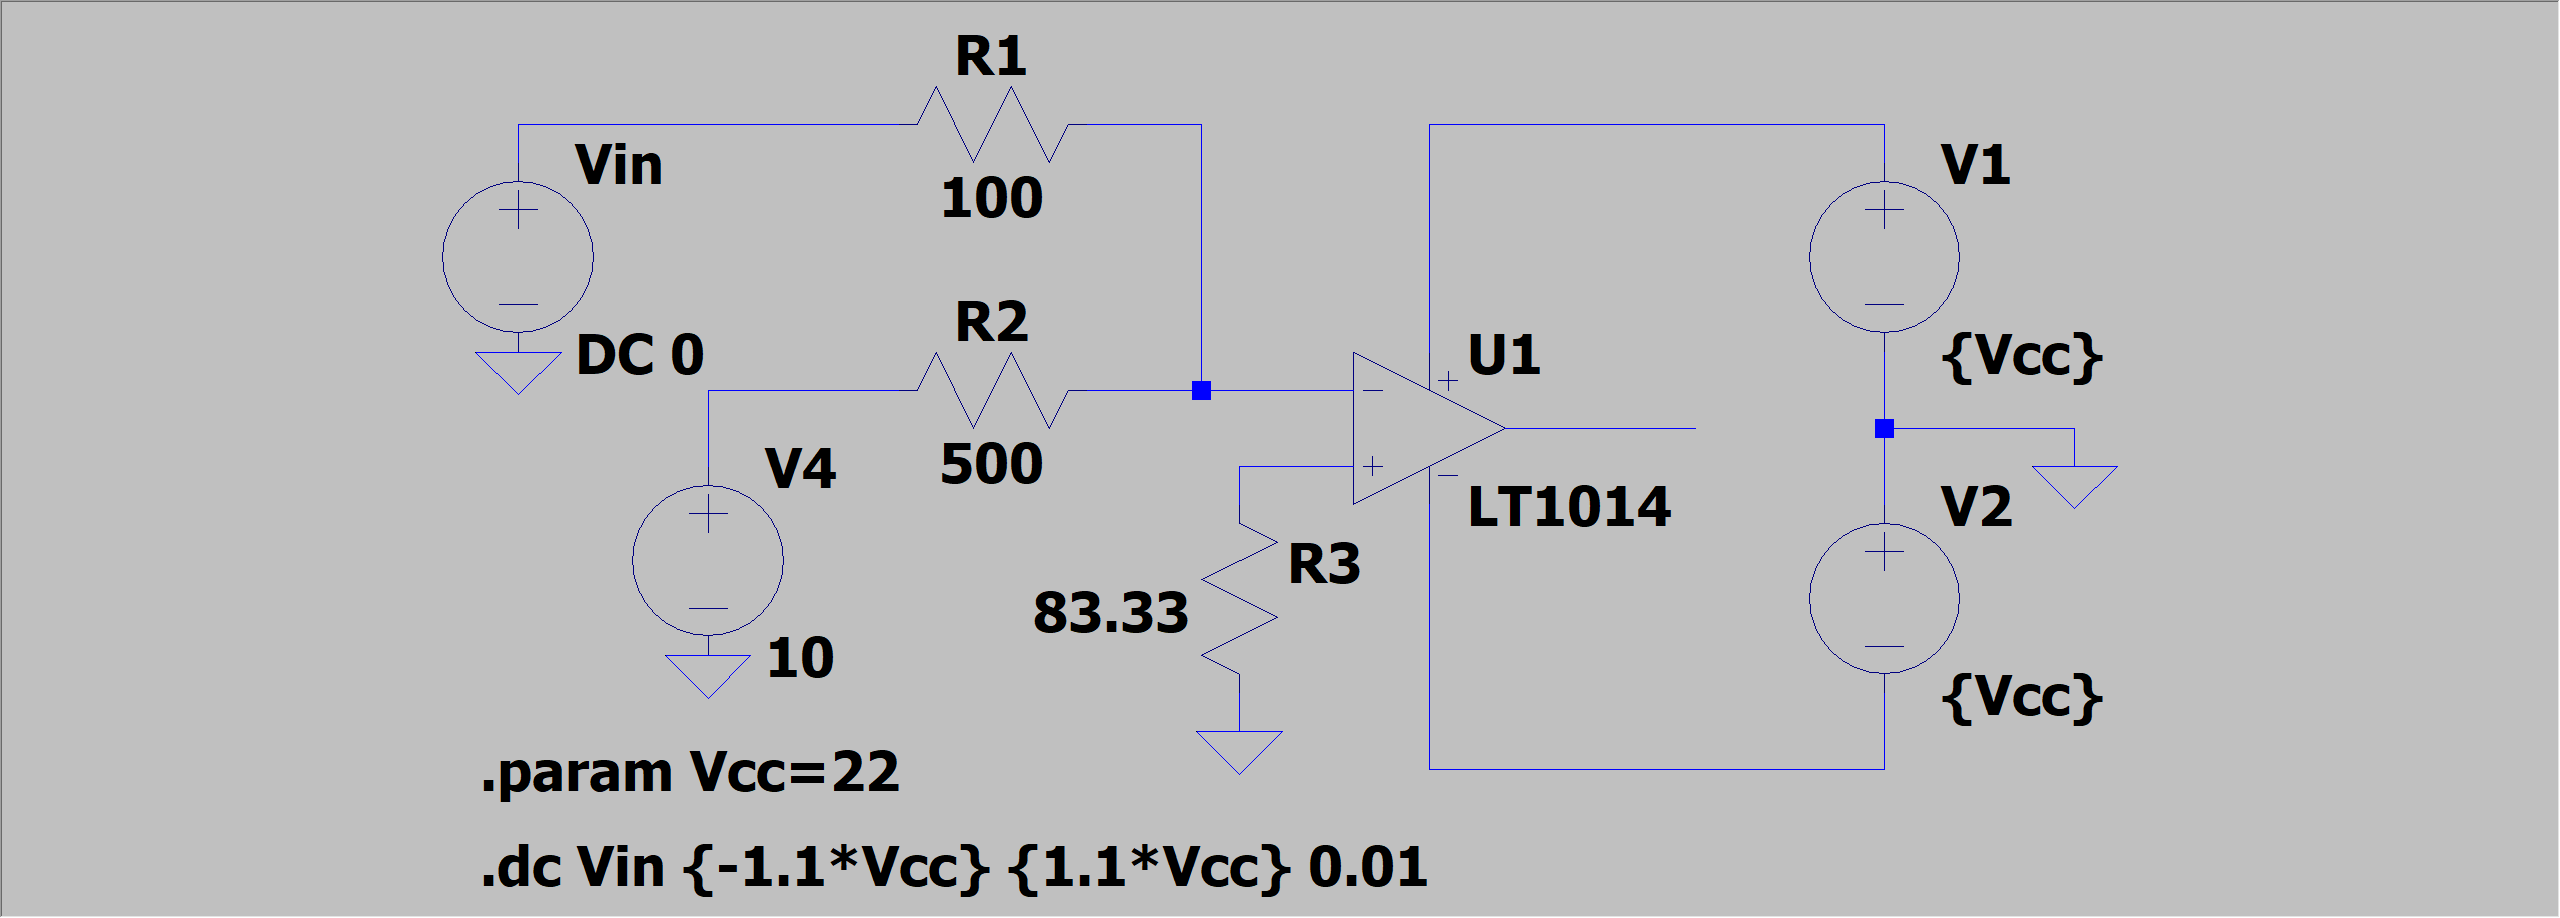 R1
100
Vin
DC 0
R2
500
V4
10
U1
LT1014
R3
83.33
V1
{Vcc}
V2
{Vcc}
.param Vcc=22
.dc Vin {-1.1*Vcc} {1.1*Vcc} 0.01